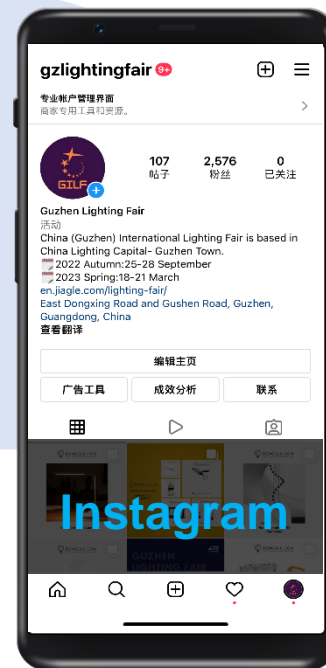 gzlightingfair 9+
专业帐户管理界面
商家专用工具和资源。
GILF
107 2,576 0
帖子 粉丝 已关注
Guzhen Lighting Fair
活动
China (Guzhen) International Lighting Fair is based in
China Lighting Capital- Guzhen Town.
2022 Autumn:25-28 September
2023 Spring:18-21 March
en.jiagle.com/lighting-fair/
East Dongxing Road and Gushen Road, Guzhen,
Guangdong, China
查看翻译
编辑主页
广告工具 成效分析 联系
Instagram
GUZHEN
LIGHTING FAIR